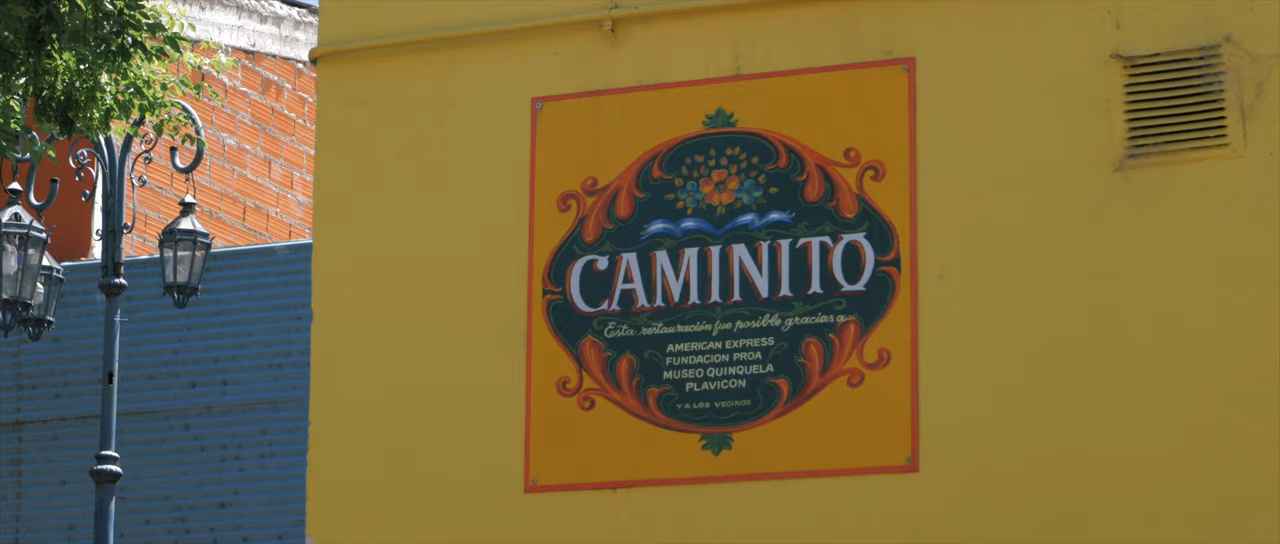 CAMINITO
Esta restauración fue posible gracias a...
AMERICAN EXPRESS
FUNDACION PROA
MUSEO QUINQUELA
PLAVICON
Y A LOS VECINOS